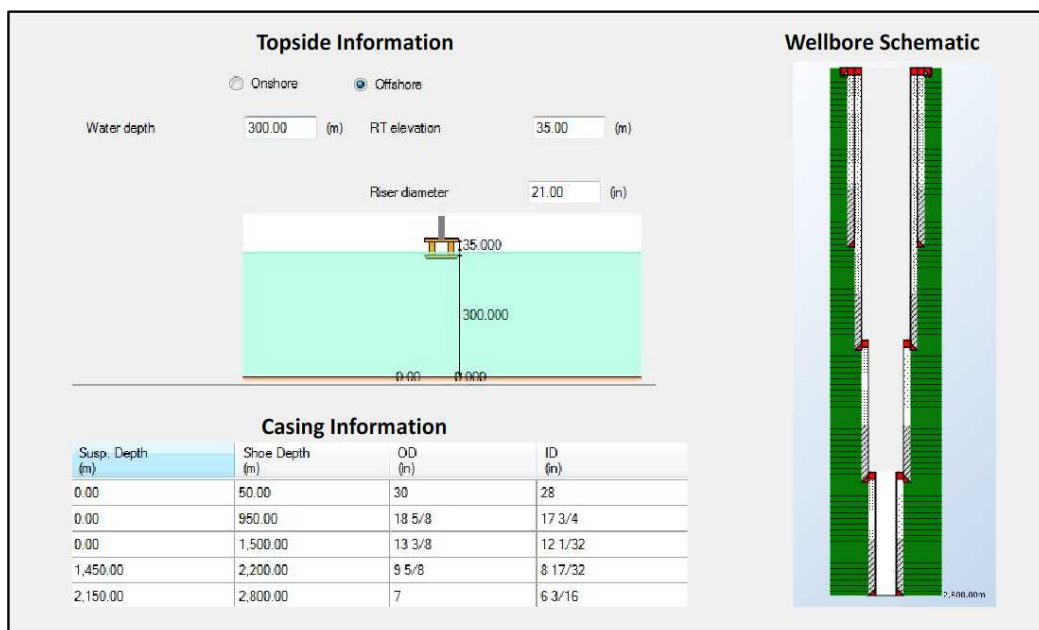 Topside Information
Wellbore Schematic
Onshore Offshore
Water depth 300.00 (m) RT elevation 35.00 (m)
Riser diameter 21.00 (in)
35.000
300.000
0.00 0.000
Casing Information
Susp. Depth Shoe Depth OD ID
(m) (m) (in) (in)
0.00 50.00 30 28
0.00 950.00 18 5/8 17 3/4
0.00 1,500.00 13 3/8 12 1/32
1,450.00 2,200.00 9 5/8 8 17/32
2,150.00 2,800.00 7 6 3/16
2,800.00m